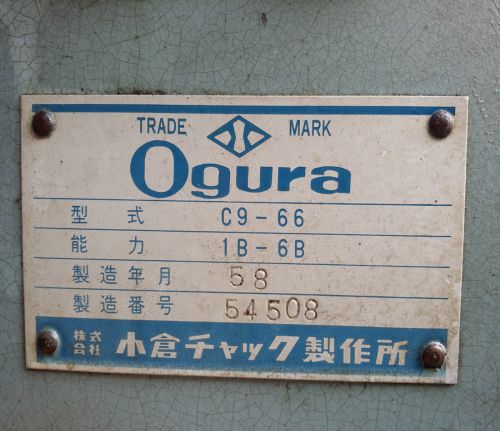 TRADE MARK
Ogura
型式 C9-66
能力 1B-6B
製造年月 58
製造番号 54508
株式会社 小倉チャック製作所